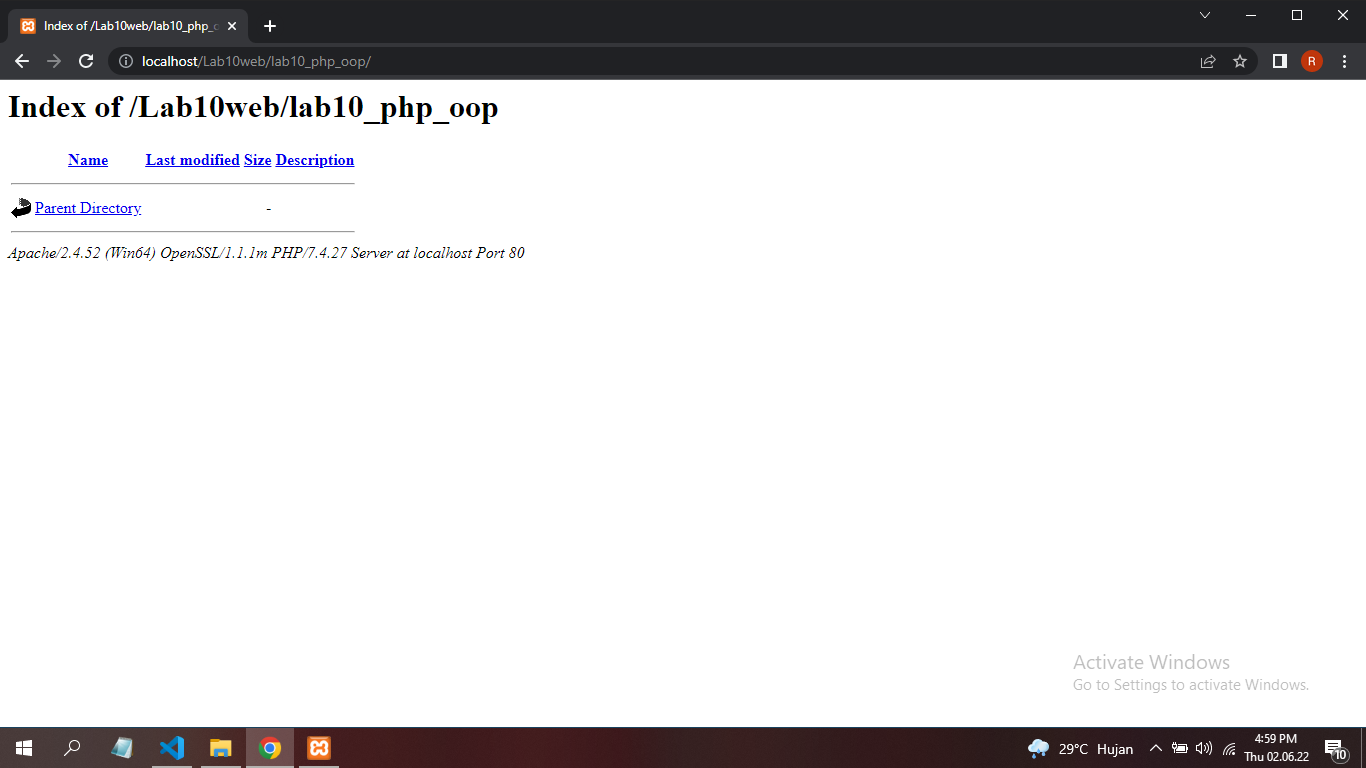 Index of /Lab10web/lab10_php_o
localhost/Lab10web/lab10_php_oop/
R
Index of /Lab10web/lab10_php_oop
Name Last modified Size Description
Parent Directory -
Apache/2.4.52 (Win64) OpenSSL/1.1.1m PHP/7.4.27 Server at localhost Port 80
Activate Windows
Go to Settings to activate Windows.
29°C Hujan
4:59 PM
Thu 02.06.22
10